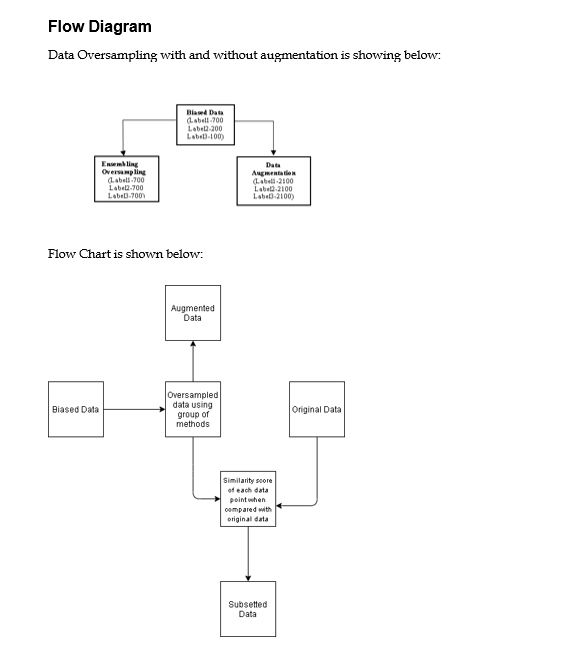 Flow Diagram
Data Oversampling with and without augmentation is showing below:
Biased Data
(Label1-700
Label2-200
Label3-100)
Ensembling
Oversampling
(Label1-700
Label2-700
Label3-700)
Data
Augmentation
(Label1-2100
Label2-2100
Label3-2100)
Flow Chart is shown below:
Augmented
Data
Biased Data
Oversampled
data using
group of
methods
Original Data
Similarity score
of each data
point when
compared with
original data
Subsetted
Data